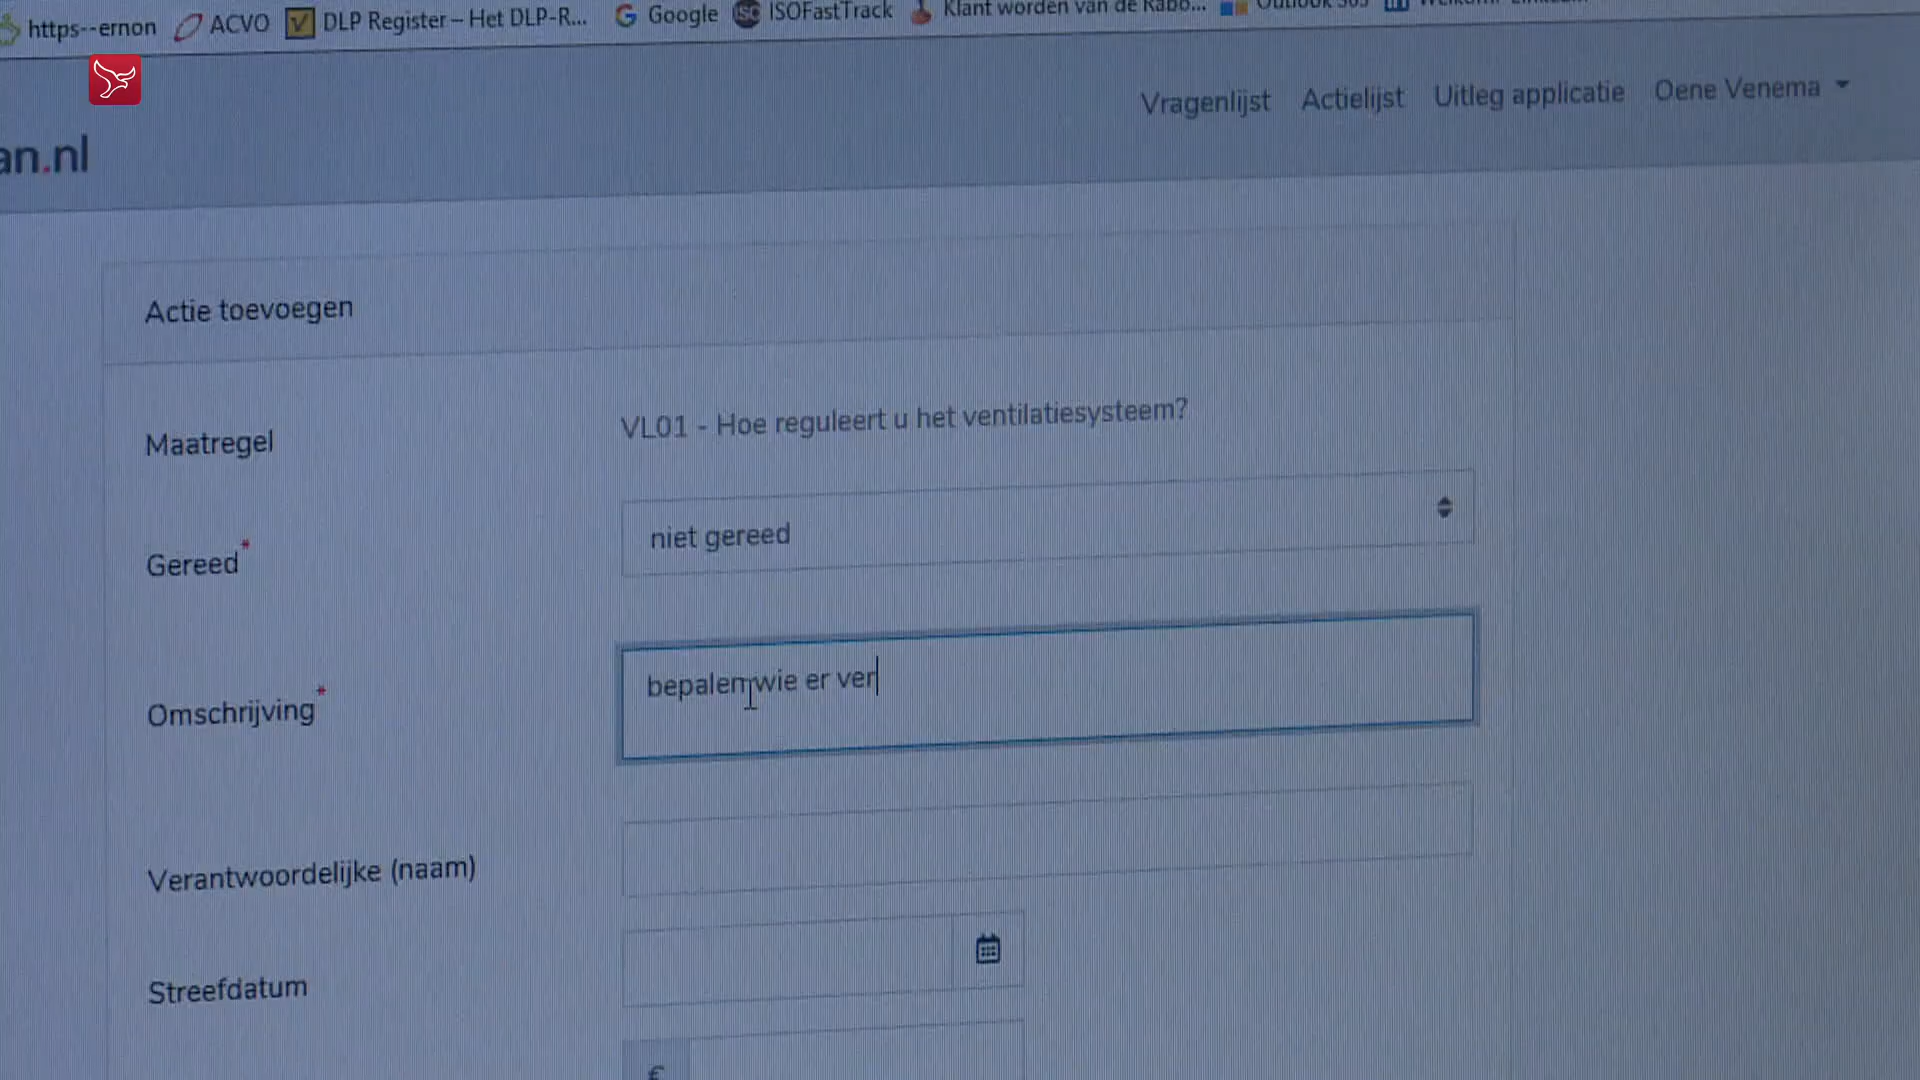 https--ernon ACVO DLP Register – Het DLP-R... Google ISOFastTrack Klant worden van de Rabo...
Vragenlijst Actielijst Uitleg applicatie Oene Venema
an.nl
Actie toevoegen
Maatregel VL01 - Hoe reguleert u het ventilatiesysteem?
Gereed* niet gereed
Omschrijving* bepalen wie er ver
Verantwoordelijke (naam)
Streefdatum
€